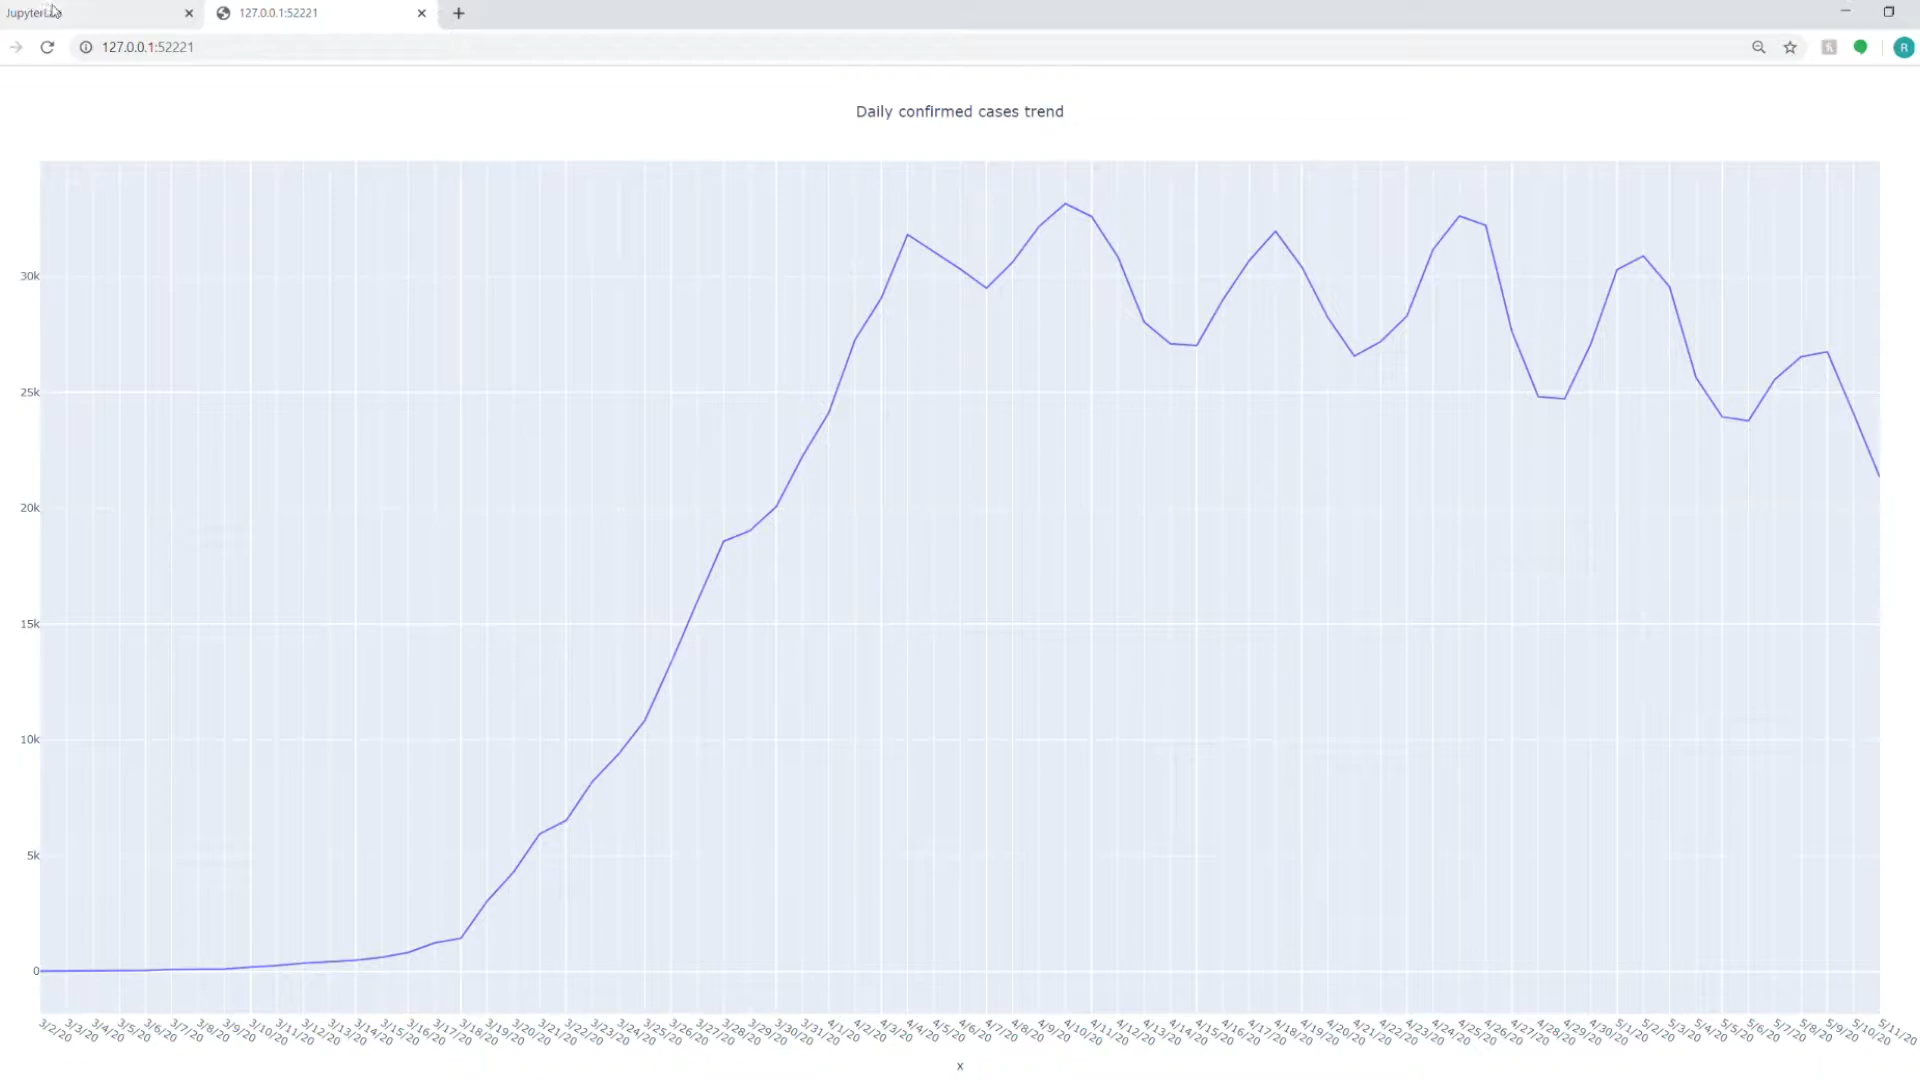 127.0.0.1:52221
127.0.0.1:52221
R
Daily confirmed cases trend
30k
25k
20k
15k
10k
5k
0
3/2/20 3/3/20 3/4/20 3/5/20 3/6/20 3/7/20 3/8/20 3/9/20 3/10/20 3/11/20 3/12/20 3/13/20 3/14/20 3/15/20 3/16/20 3/17/20 3/18/20 3/19/20 3/20/20 3/21/20 3/22/20 3/23/20 3/24/20 3/25/20 3/26/20 3/27/20 3/28/20 3/29/20 3/30/20 3/31/20 4/1/20 4/2/20 4/3/20 4/4/20 4/5/20 4/6/20 4/7/20 4/8/20 4/9/20 4/10/20 4/11/20 4/12/20 4/13/20 4/14/20 4/15/20 4/16/20 4/17/20 4/18/20 4/19/20 4/20/20 4/21/20 4/22/20 4/23/20 4/24/20 4/25/20 4/26/20 4/27/20 4/28/20 4/29/20 4/30/20 5/1/20 5/2/20 5/3/20 5/4/20 5/5/20 5/6/20 5/7/20 5/8/20 5/9/20 5/10/20 5/11/20
x